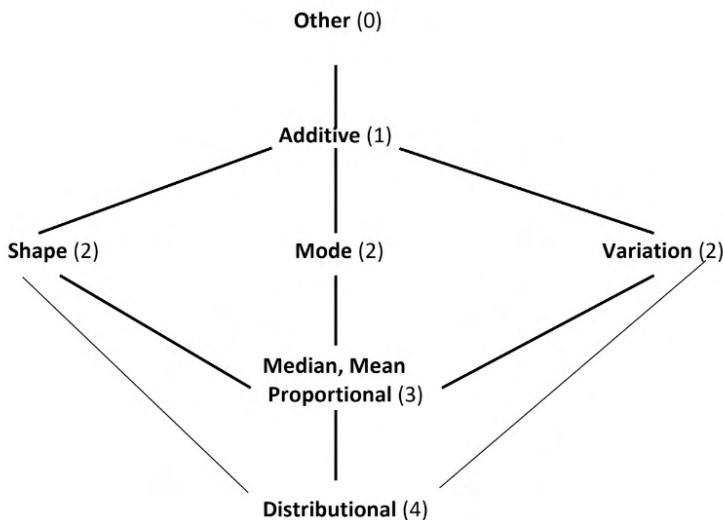 Other (0)
Additive (1)
Shape (2) Mode (2) Variation (2)
Median, Mean
Proportional (3)
Distributional (4)